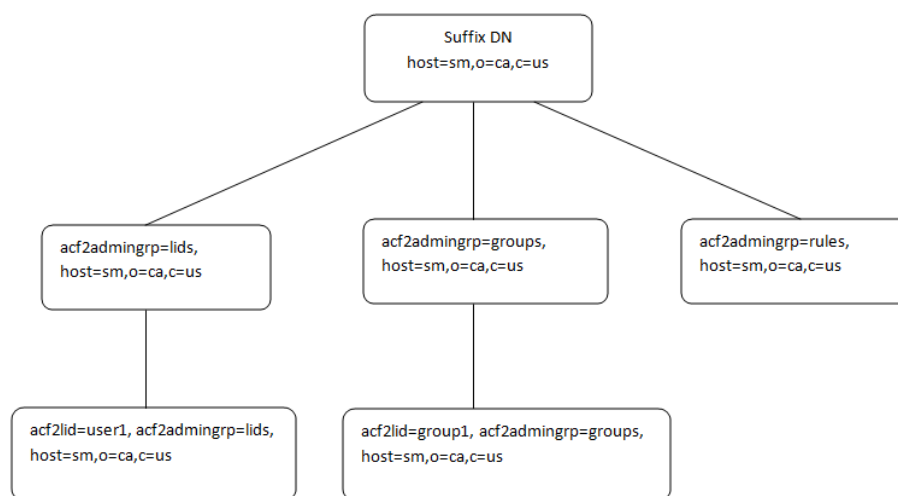 Suffix DN
host=sm,o=ca,c=us
acf2admingrp=lids,
host=sm,o=ca,c=us
acf2admingrp=groups,
host=sm,o=ca,c=us
acf2admingrp=rules,
host=sm,o=ca,c=us
acf2lid=user1, acf2admingrp=lids,
host=sm,o=ca,c=us
acf2lid=group1, acf2admingrp=groups,
host=sm,o=ca,c=us